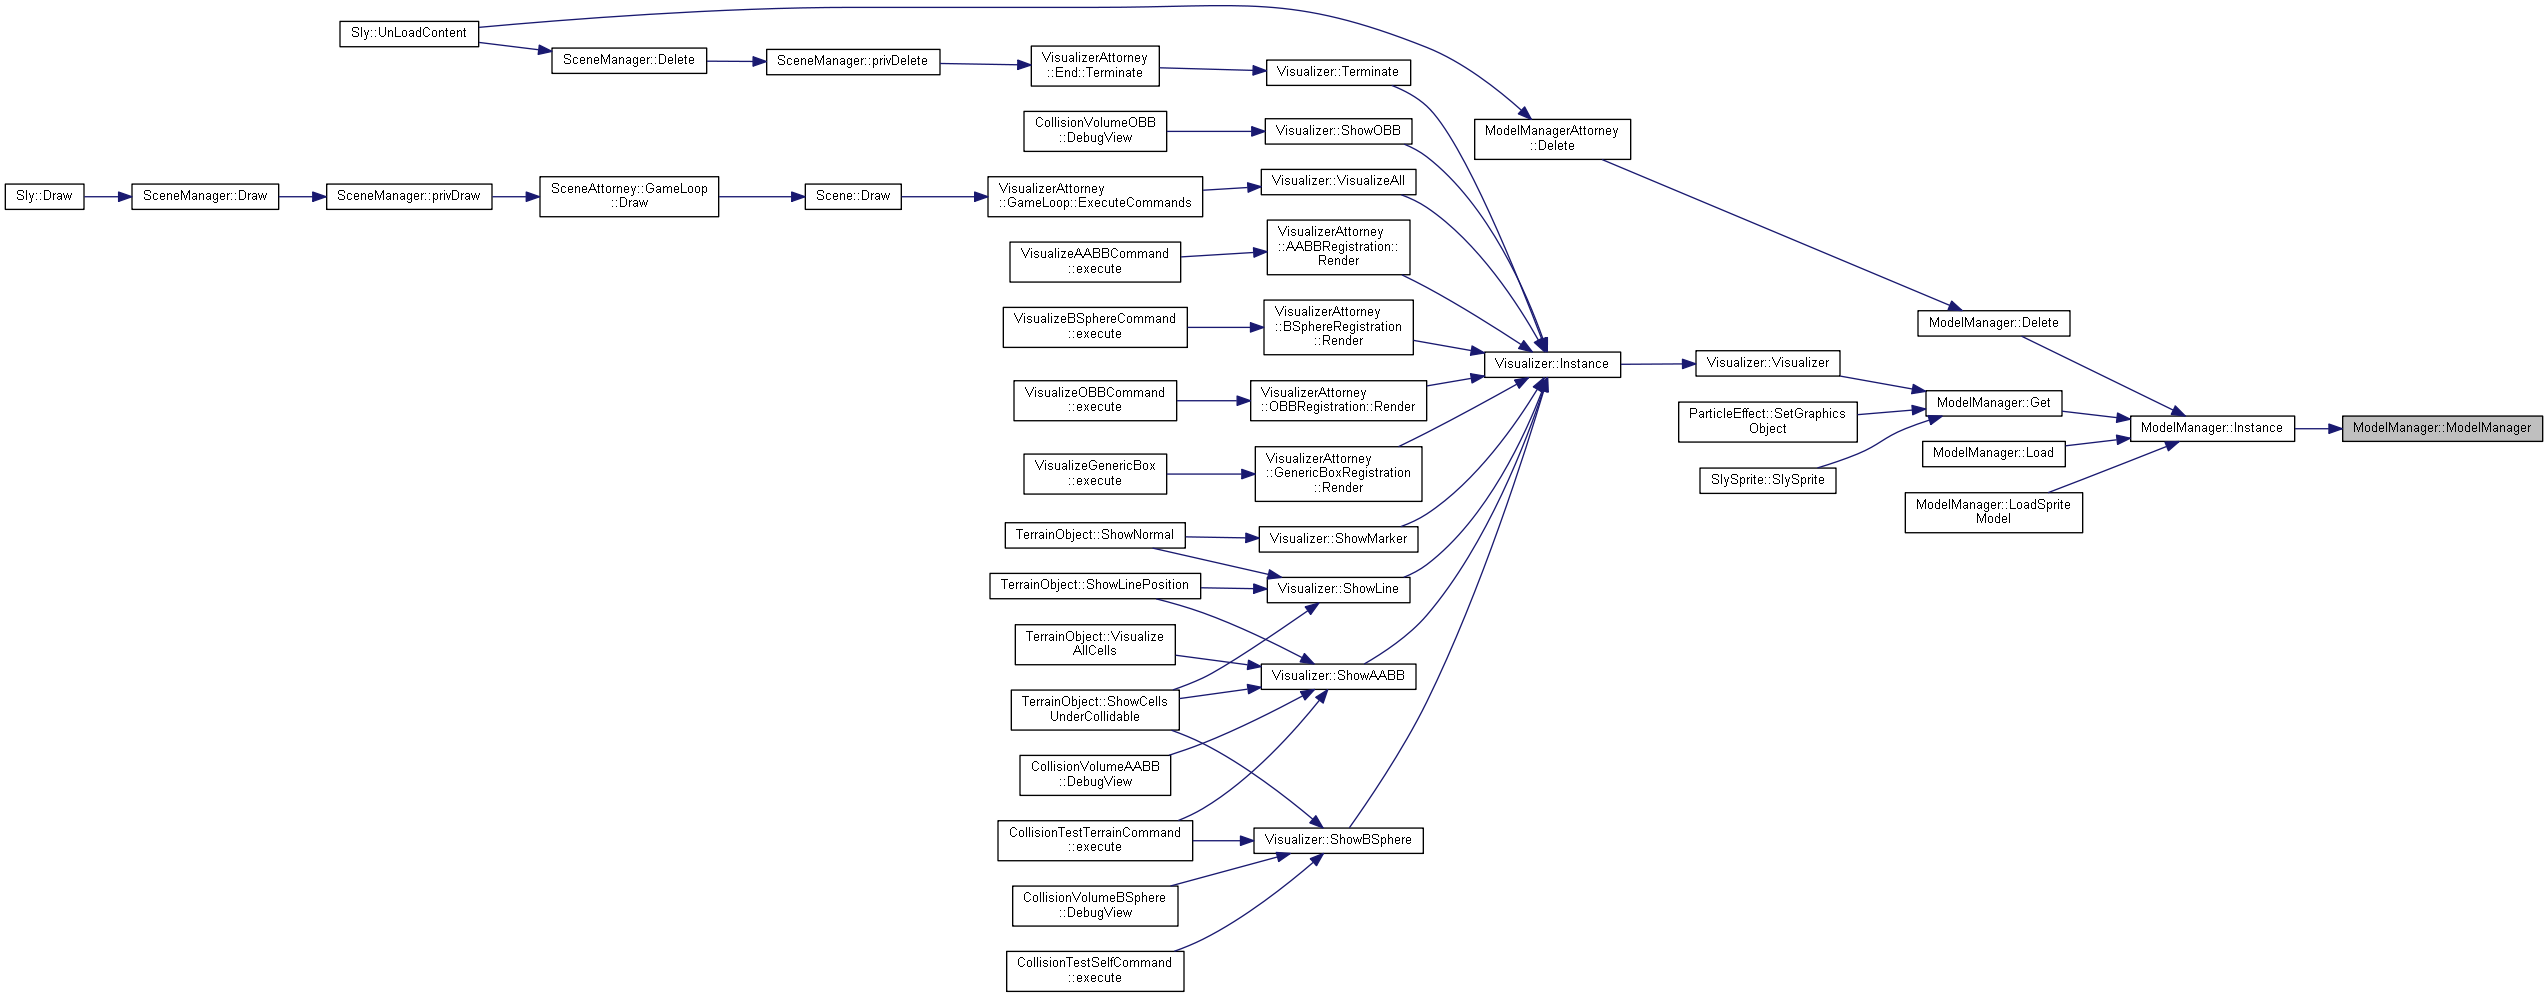 Sly::UnLoadContent
SceneManager::Delete
SceneManager::privDelete
VisualizerAttorney
::End::Terminate
Visualizer::Terminate
CollisionVolumeOBB
::DebugView
Visualizer::ShowOBB
ModelManagerAttorney
::Delete
Sly::Draw
SceneManager::Draw
SceneManager::privDraw
SceneAttorney::GameLoop
::Draw
Scene::Draw
VisualizerAttorney
::GameLoop::ExecuteCommands
Visualizer::VisualizeAll
VisualizeAABBCommand
::execute
VisualizerAttorney
::AABBRegistration::
Render
VisualizeBSphereCommand
::execute
VisualizerAttorney
::BSphereRegistration
::Render
ModelManager::Delete
Visualizer::Instance
Visualizer::Visualizer
VisualizeOBBCommand
::execute
VisualizerAttorney
::OBBRegistration::Render
ParticleEffect::SetGraphics
Object
ModelManager::Get
ModelManager::Instance
ModelManager::ModelManager
VisualizeGenericBox
::execute
VisualizerAttorney
::GenericBoxRegistration
::Render
SlySprite::SlySprite
ModelManager::Load
ModelManager::LoadSprite
Model
TerrainObject::ShowNormal
Visualizer::ShowMarker
TerrainObject::ShowLinePosition
Visualizer::ShowLine
TerrainObject::Visualize
AllCells
Visualizer::ShowAABB
TerrainObject::ShowCells
UnderCollidable
CollisionVolumeAABB
::DebugView
CollisionTestTerrainCommand
::execute
Visualizer::ShowBSphere
CollisionVolumeBSphere
::DebugView
CollisionTestSelfCommand
::execute